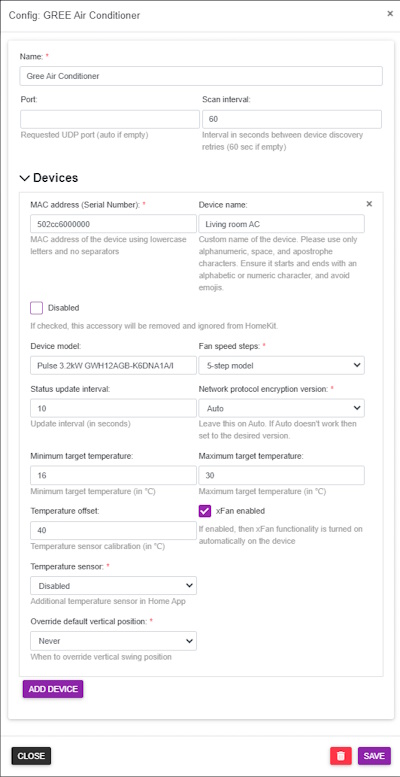 Config: GREE Air Conditioner ×
Name: *
Gree Air Conditioner
Port: Scan interval:
60
Requested UDP port (auto if empty) Interval in seconds between device discovery
retries (60 sec if empty)
Devices
MAC address (Serial Number): * Device name: ×
502cc6000000 Living room AC
MAC address of the device using lowercase Custom name of the device. Please use only
letters and no separators alphanumeric, space, and apostrophe
characters. Ensure it starts and ends with an
alphabetic or numeric character, and avoid
emojis.
Disabled
If checked, this accessory will be removed and ignored from HomeKit.
Device model: Fan speed steps: *
Pulse 3.2kW GWH12AGB-K6DNA1A/I 5-step model
Status update interval: Network protocol encryption version: *
10 Auto
Update interval (in seconds) Leave this on Auto. If Auto doesn't work then
set to the desired version.
Minimum target temperature: Maximum target temperature:
16 30
Minimum target temperature (in °C) Maximum target temperature (in °C)
Temperature offset: xFan enabled
40 If enabled, then xFan functionality is turned on
Temperature sensor calibration (in °C) automatically on the device
Temperature sensor: *
Disabled
Additional temperature sensor in Home App
Override default vertical position: *
Never
When to override vertical swing position
ADD DEVICE
CLOSE SAVE